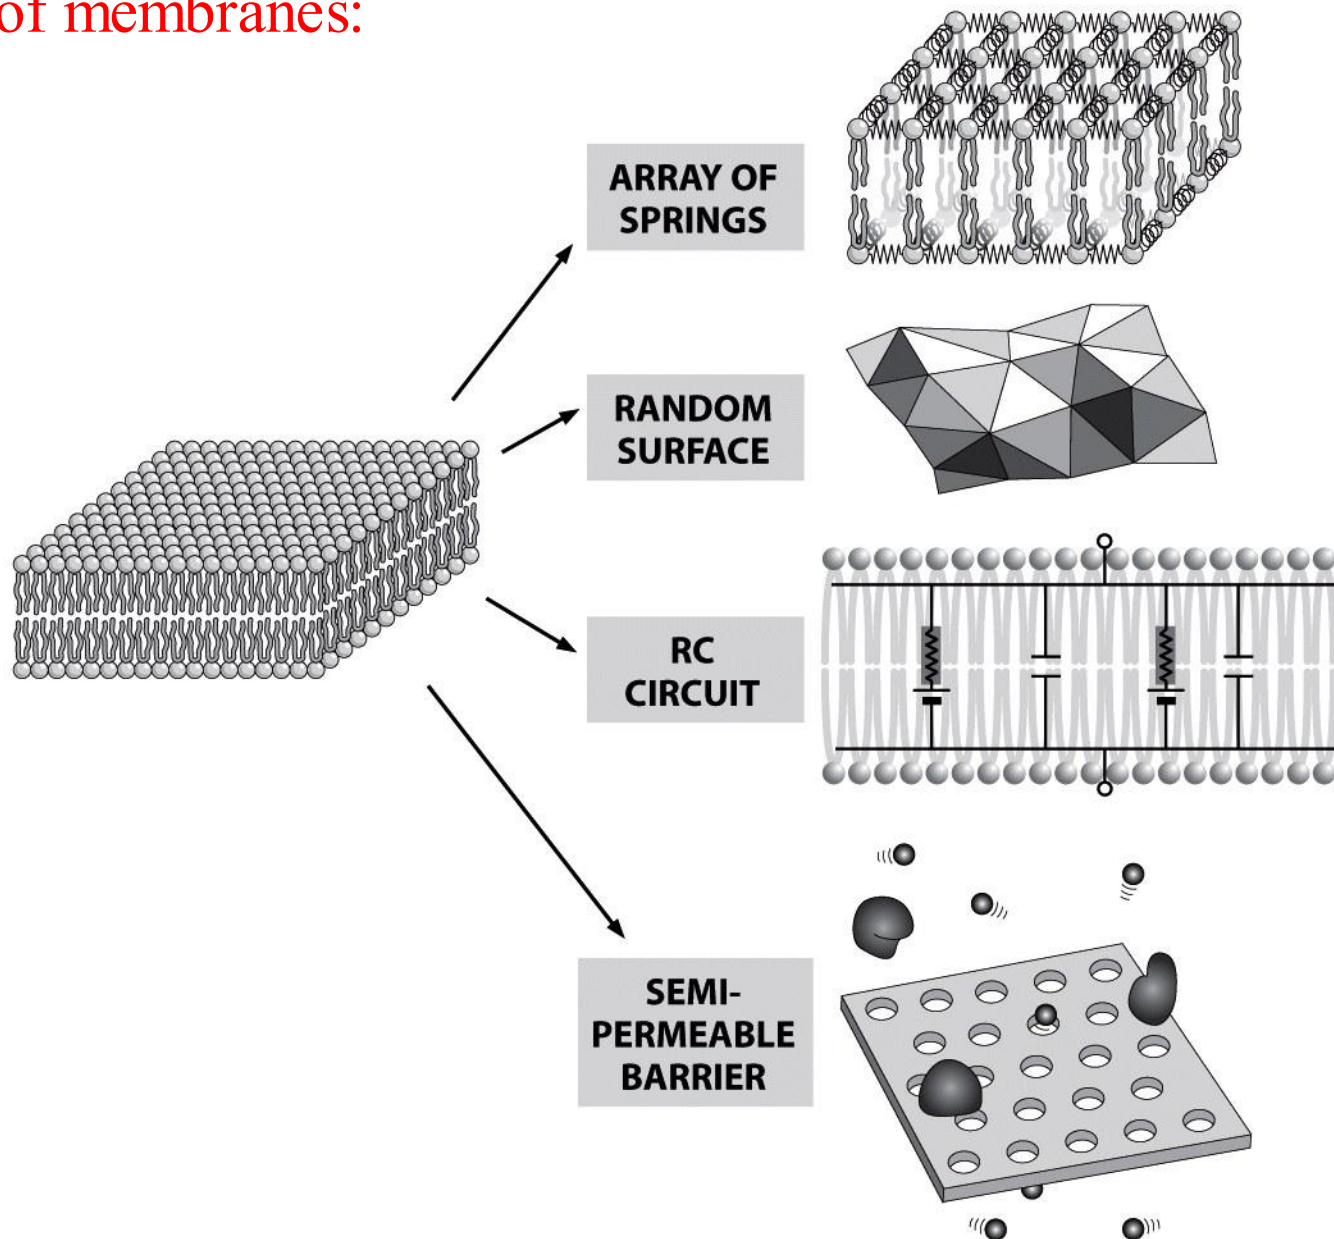 of membranes:
ARRAY OF
SPRINGS
RANDOM
SURFACE
RC
CIRCUIT
SEMI-
PERMEABLE
BARRIER